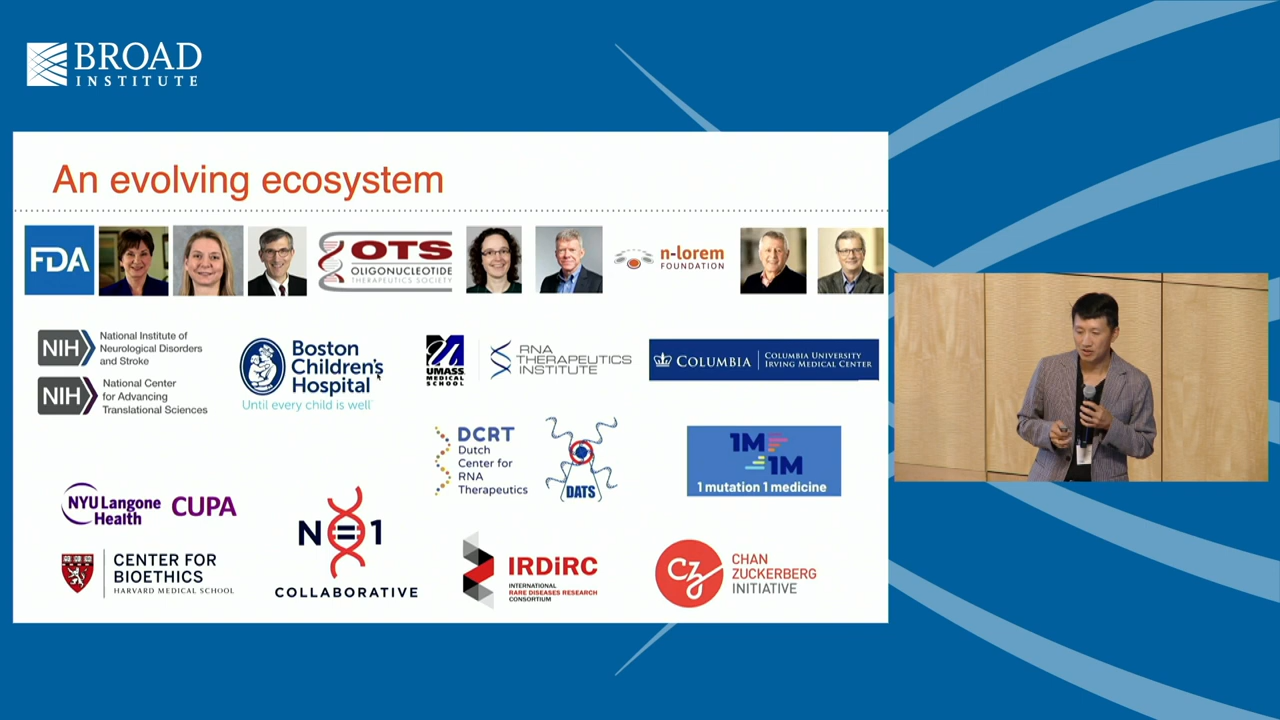 BROAD
INSTITUTE
An evolving ecosystem
FDA
OTS
OLIGONUCLEOTIDE
THERAPEUTICS SOCIETY
n-lorem
FOUNDATION
NIH
National Institute of
Neurological Disorders
and Stroke
NIH
National Center
for Advancing
Translational Sciences
Boston
Children's
Hospital
Until every child is well
UMASS
MEDICAL
SCHOOL
RNA
THERAPEUTICS
INSTITUTE
COLUMBIA
COLUMBIA UNIVERSITY
IRVING MEDICAL CENTER
DCRT
Dutch
Center for
RNA
Therapeutics
DATS
1M
1M
1 mutation 1 medicine
NYU Langone
Health
CUPA
CENTER FOR
BIOETHICS
HARVARD MEDICAL SCHOOL
N=1
COLLABORATIVE
IRDiRC
INTERNATIONAL
RARE DISEASES RESEARCH
CONSORTIUM
CZ
CHAN
ZUCKERBERG
INITIATIVE